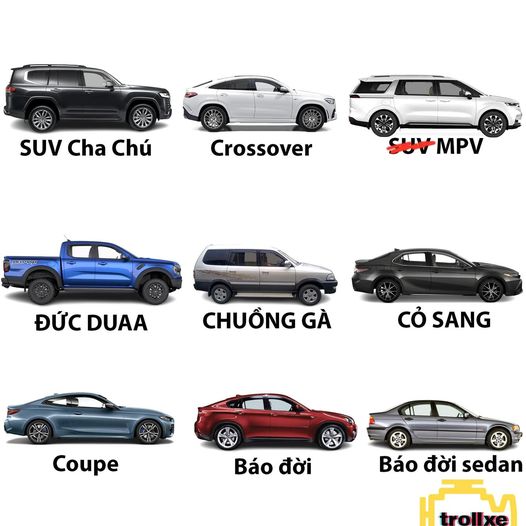 SUV Cha Chú
Crossover
SUV MPV
ĐỨC DUAA
CHUỒNG GÀ
CỎ SANG
Coupe
Báo đời
Báo đời sedan
trollxe